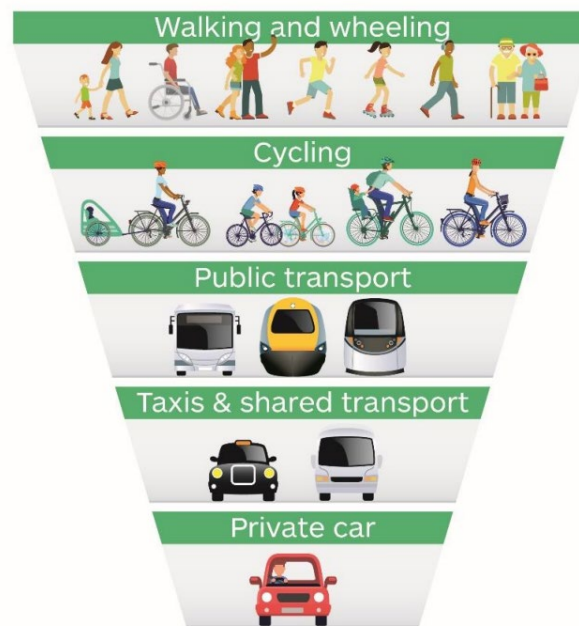 Walking and wheeling
Cycling
Public transport
Taxis & shared transport
Private car